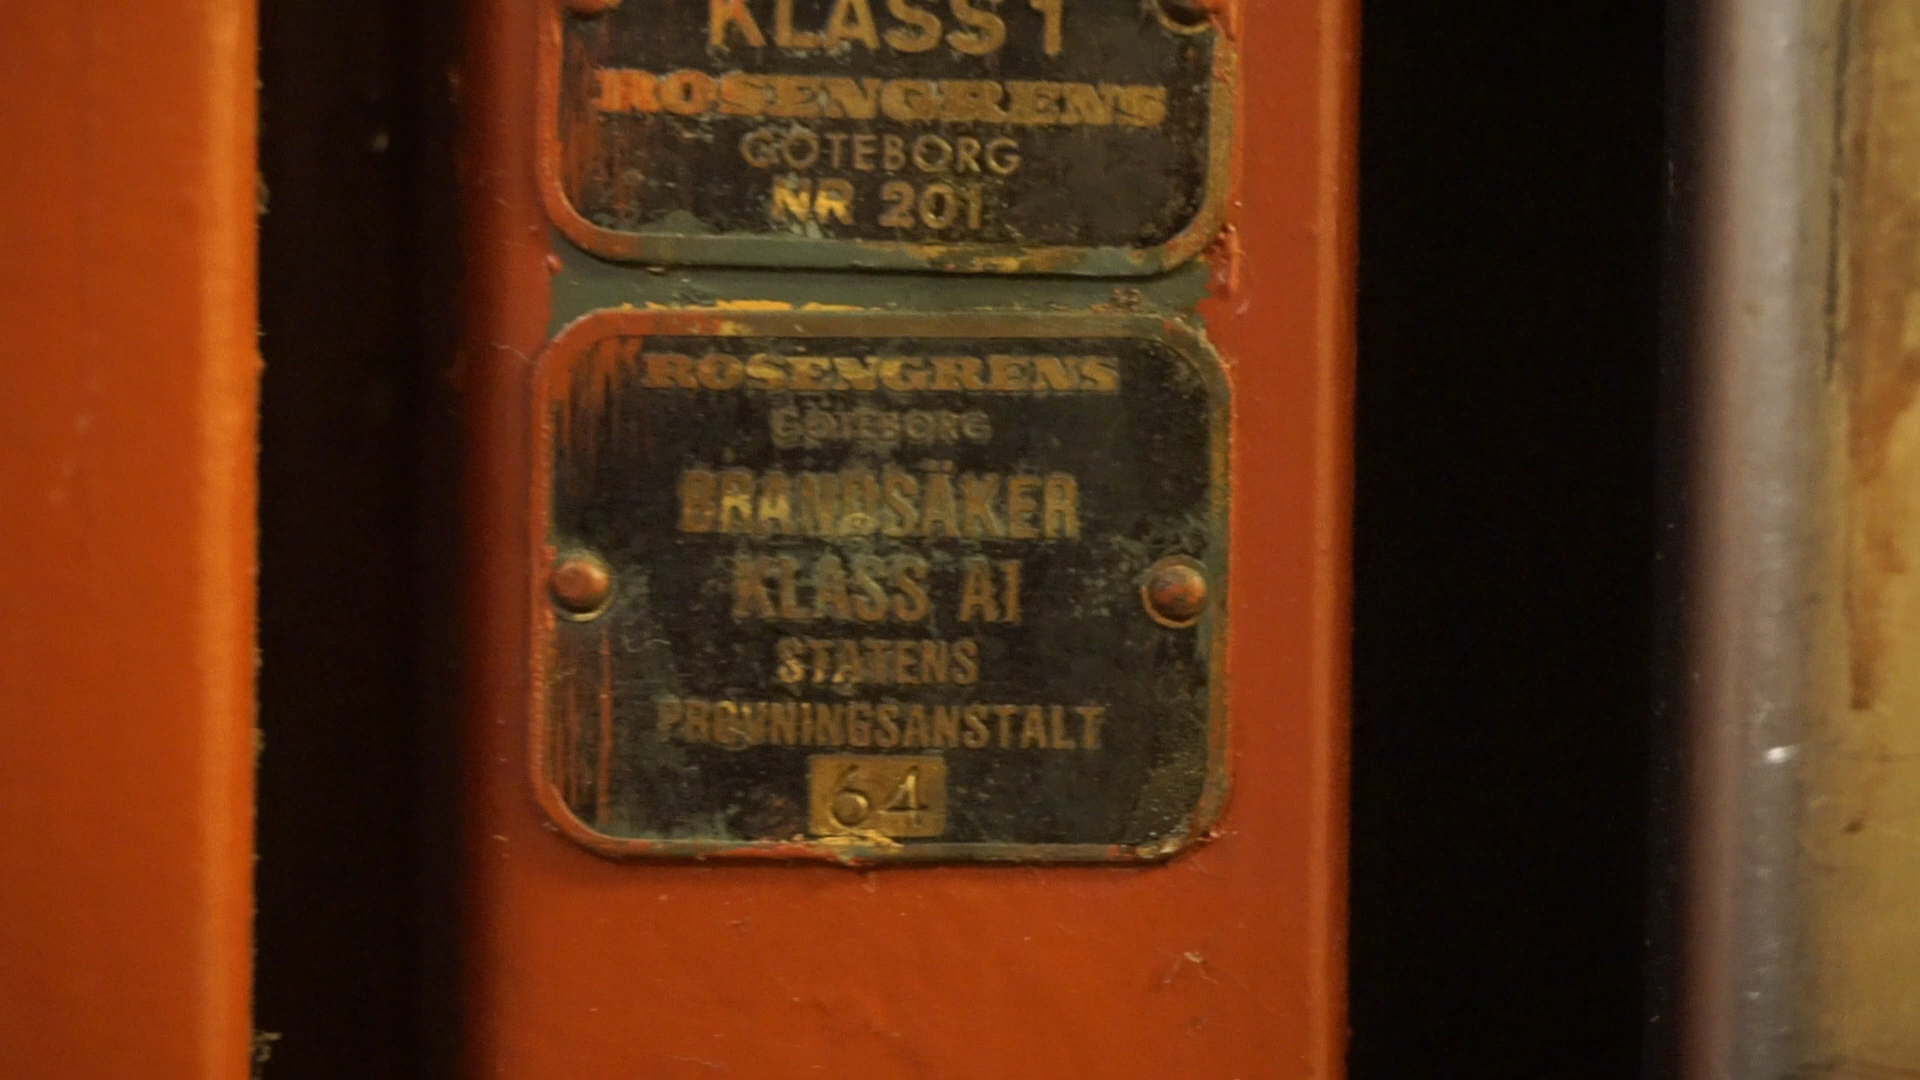 KLASS 1
ROSENGRENS
GÖTEBORG
NR 201
ROSENGRENS
GÖTEBORG
BRANDSÄKER
KLASS A1
STATENS
PROVNINGSANSTALT
64